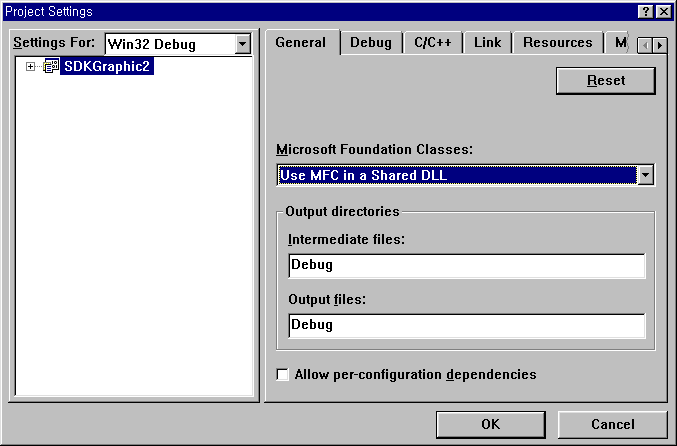 Project Settings
Settings For: Win32 Debug
SDKGraphic2
General Debug C/C++ Link Resources M
Reset
Microsoft Foundation Classes:
Use MFC in a Shared DLL
Output directories
Intermediate files:
Debug
Output files:
Debug
Allow per-configuration dependencies
OK Cancel